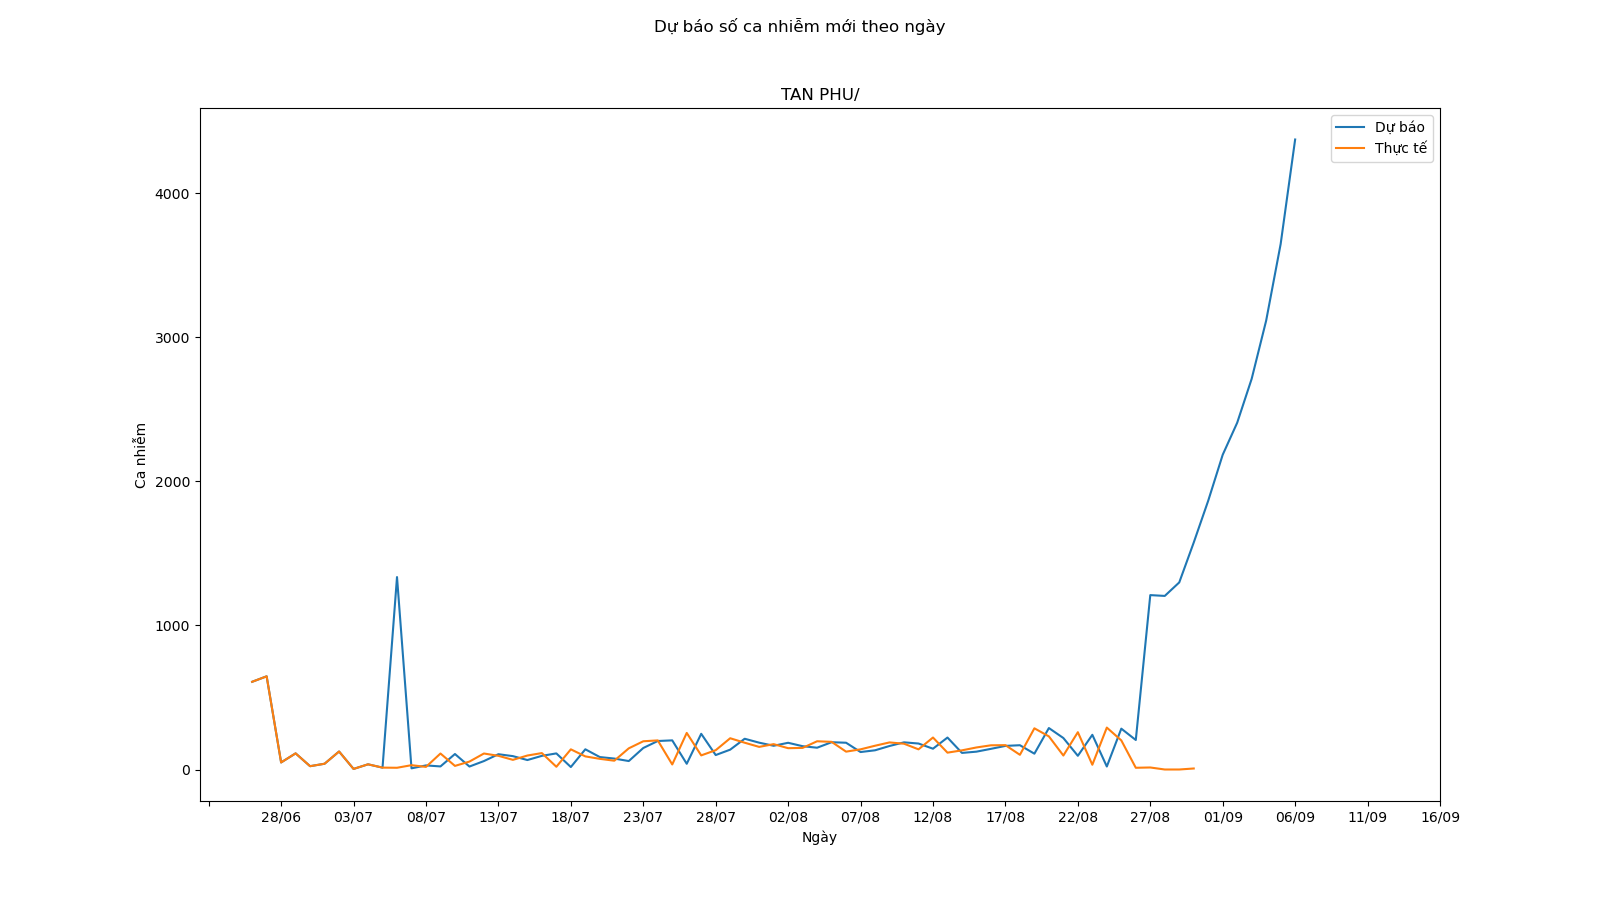 Dự báo số ca nhiễm mới theo ngày
TAN PHU/
Dự báo
Thực tế
4000
3000
2000
1000
0
Ca nhiễm
28/06 03/07 08/07 13/07 18/07 23/07 28/07 02/08 07/08 12/08 17/08 22/08 27/08 01/09 06/09 11/09 16/09
Ngày